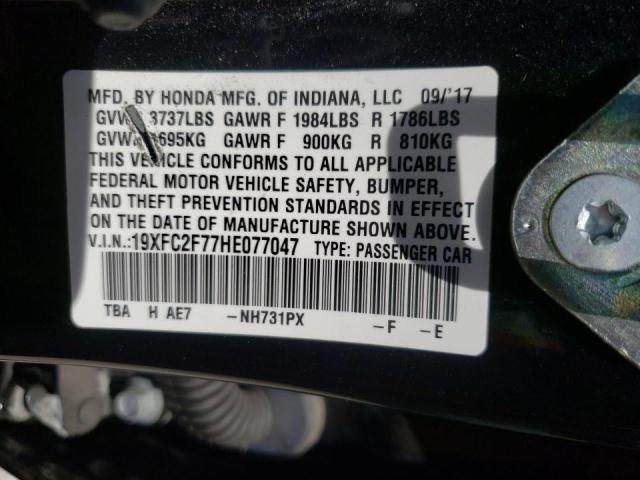 MFD. BY HONDA MFG. OF INDIANA, LLC 09/'17
3737LBS GAWR F 1984LBS R 1786LBS
GAWR F 900KG R 810KG
THIS VEHICLE CONFORMS TO ALL APPLICABLE
FEDERAL MOTOR VEHICLE SAFETY, BUMPER,
AND THEFT PREVENTION STANDARDS IN EFFECT
ON THE DATE OF MANUFACTURE SHOWN ABOVE.
V.I.N.:19XFC2F77HE077047 TYPE: PASSENGER CAR
TBA H AE7 -NH731PX -F -E